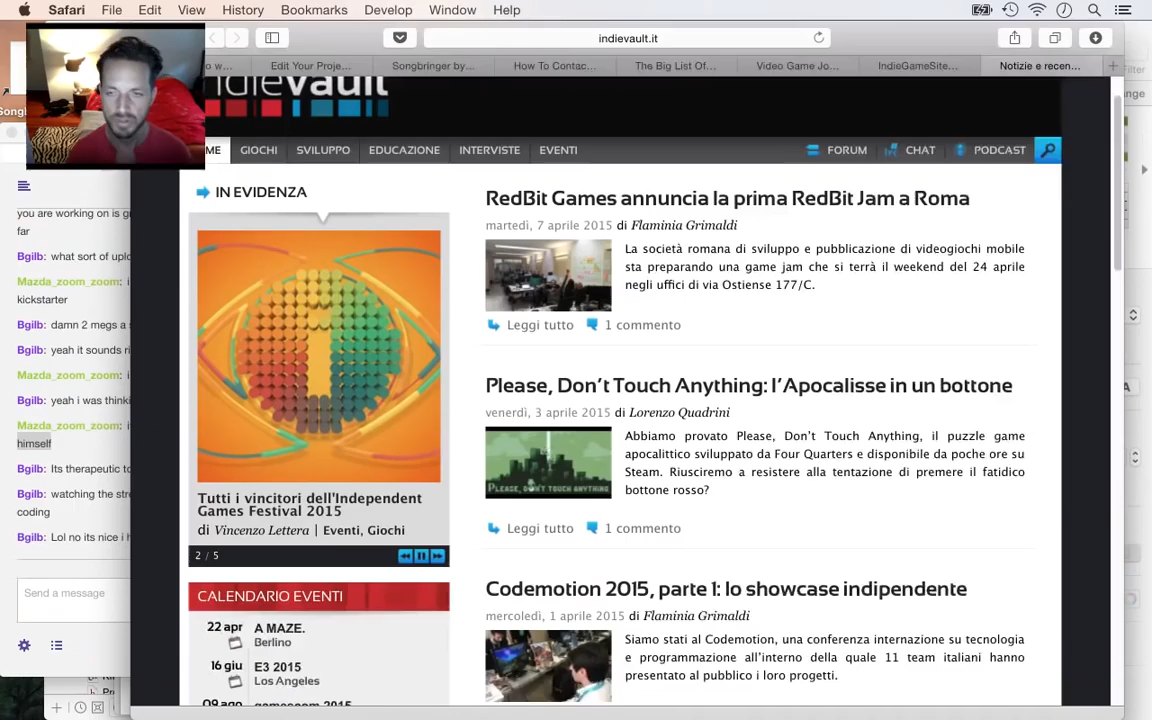 Safari File Edit View History Bookmarks Develop Window Help
indievault.it
Edit Your Proje... Songbringer by... How To Contac... The Big List Of... Video Game Jo... IndieGameSite... Notizie e recen...
indievault
GIOCHI SVILUPPO EDUCAZIONE INTERVISTE EVENTI FORUM CHAT PODCAST
you are working on is
far
Bgilb: what sort of
Mazda_zoom_zoom:
kickstarter
Bgilb: damn 2 megs a
Bgilb: yeah it sounds
Mazda_zoom_zoom:
Bgilb: yeah i was
Mazda_zoom_zoom:
himself
Bgilb: Its therapeutic
Bgilb: watching the
coding
Bgilb: Lol no its nice i
Send a message
IN EVIDENZA
Tutti i vincitori dell'Independent
Games Festival 2015
di Vincenzo Lettera | Eventi, Giochi
2 / 5
CALENDARIO EVENTI
22 apr A MAZE.
Berlino
16 giu E3 2015
Los Angeles
09 ago gamescom 2015
RedBit Games annuncia la prima RedBit Jam a Roma
martedì, 7 aprile 2015 di Flaminia Grimaldi
La società romana di sviluppo e pubblicazione di videogiochi mobile
sta preparando una game jam che si terrà il weekend del 24 aprile
negli uffici di via Ostiense 177/C.
Leggi tutto 1 commento
Please, Don't Touch Anything: l'Apocalisse in un bottone
venerdì, 3 aprile 2015 di Lorenzo Quadrini
PLEASE, DON'T TOUCH ANYTHING
Abbiamo provato Please, Don't Touch Anything, il puzzle game
apocalittico sviluppato da Four Quarters e disponibile da poche ore su
Steam. Riusciremo a resistere alla tentazione di premere il fatidico
bottone rosso?
Leggi tutto 1 commento
Codemotion 2015, parte 1: lo showcase indipendente
mercoledì, 1 aprile 2015 di Flaminia Grimaldi
Siamo stati al Codemotion, una conferenza internazione su tecnologia
e programmazione all'interno della quale 11 team italiani hanno
presentato al pubblico i loro progetti.